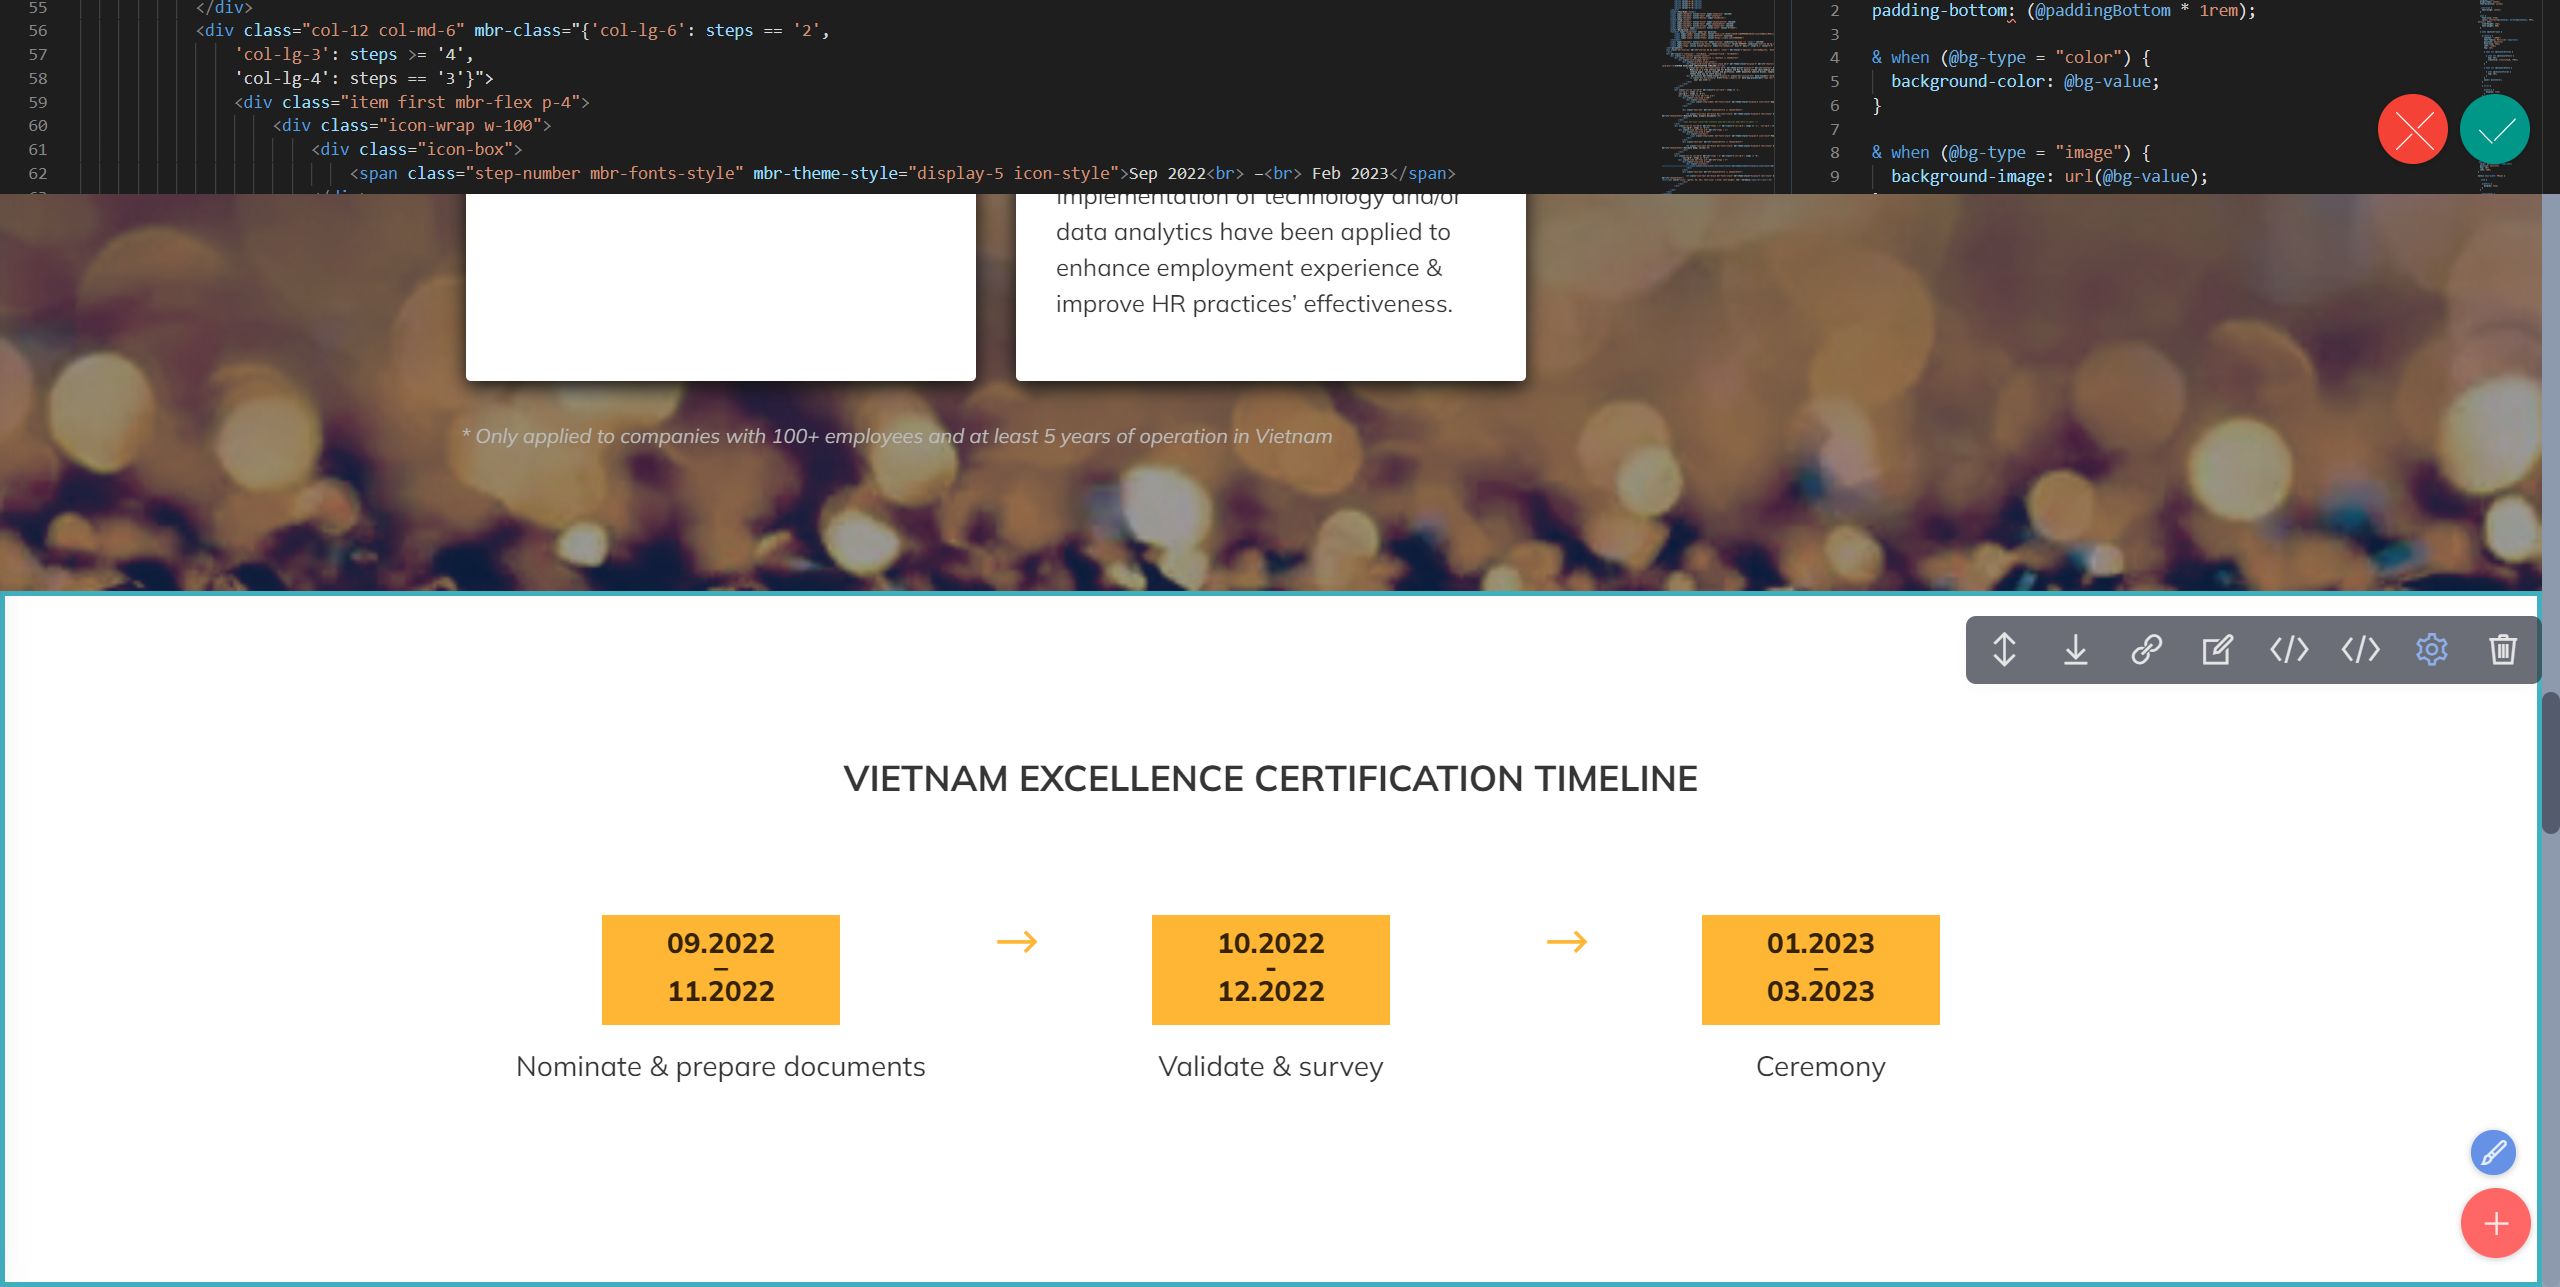 55 </div>
56 <div class="col-12 col-md-6" mbr-class="{'col-lg-6': steps == '2',
57 'col-lg-3': steps >= '4',
58 'col-lg-4': steps == '3'}">
59 <div class="item first mbr-flex p-4">
60 <div class="icon-wrap w-100">
61 <div class="icon-box">
62 <span class="step-number mbr-fonts-style" mbr-theme-style="display-5 icon-style">Sep 2022<br> –<br> Feb 2023</span>
2 padding-bottom: (@paddingBottom * 1rem);
3
4 & when (@bg-type = "color") {
5 background-color: @bg-value;
6 }
7
8 & when (@bg-type = "image") {
9 background-image: url(@bg-value);
implementation of technology and/or
data analytics have been applied to
enhance employment experience &
improve HR practices’ effectiveness.
* Only applied to companies with 100+ employees and at least 5 years of operation in Vietnam
VIETNAM EXCELLENCE CERTIFICATION TIMELINE
09.2022
–
11.2022
Nominate & prepare documents
10.2022
-
12.2022
Validate & survey
01.2023
–
03.2023
Ceremony